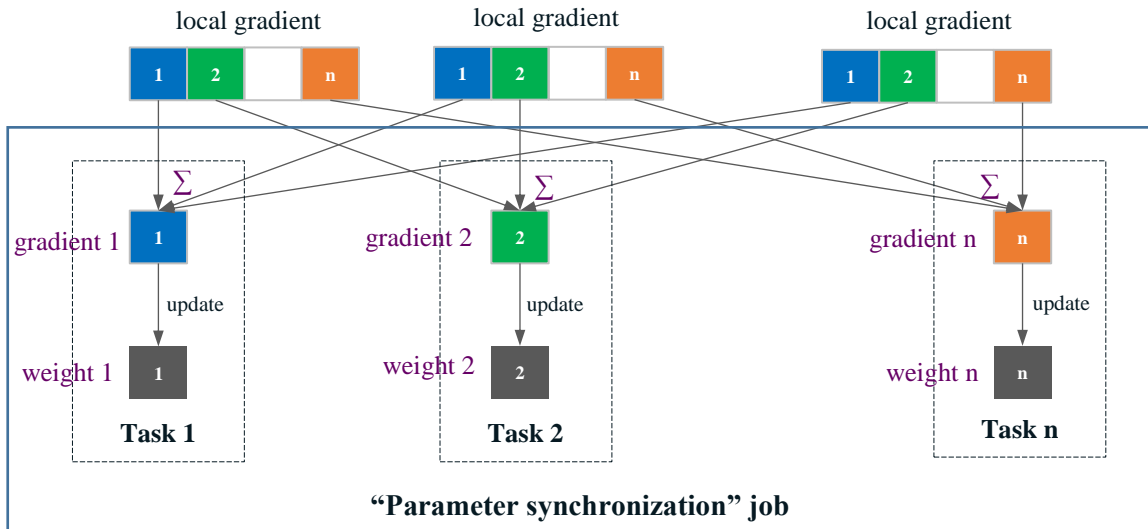 local gradient
local gradient
local gradient
1 2 n
1 2 n
1 2 n
∑
∑
∑
gradient 1
1
gradient 2
2
gradient n
n
update
update
update
weight 1
1
weight 2
2
weight n
n
Task 1
Task 2
Task n
“Parameter synchronization” job